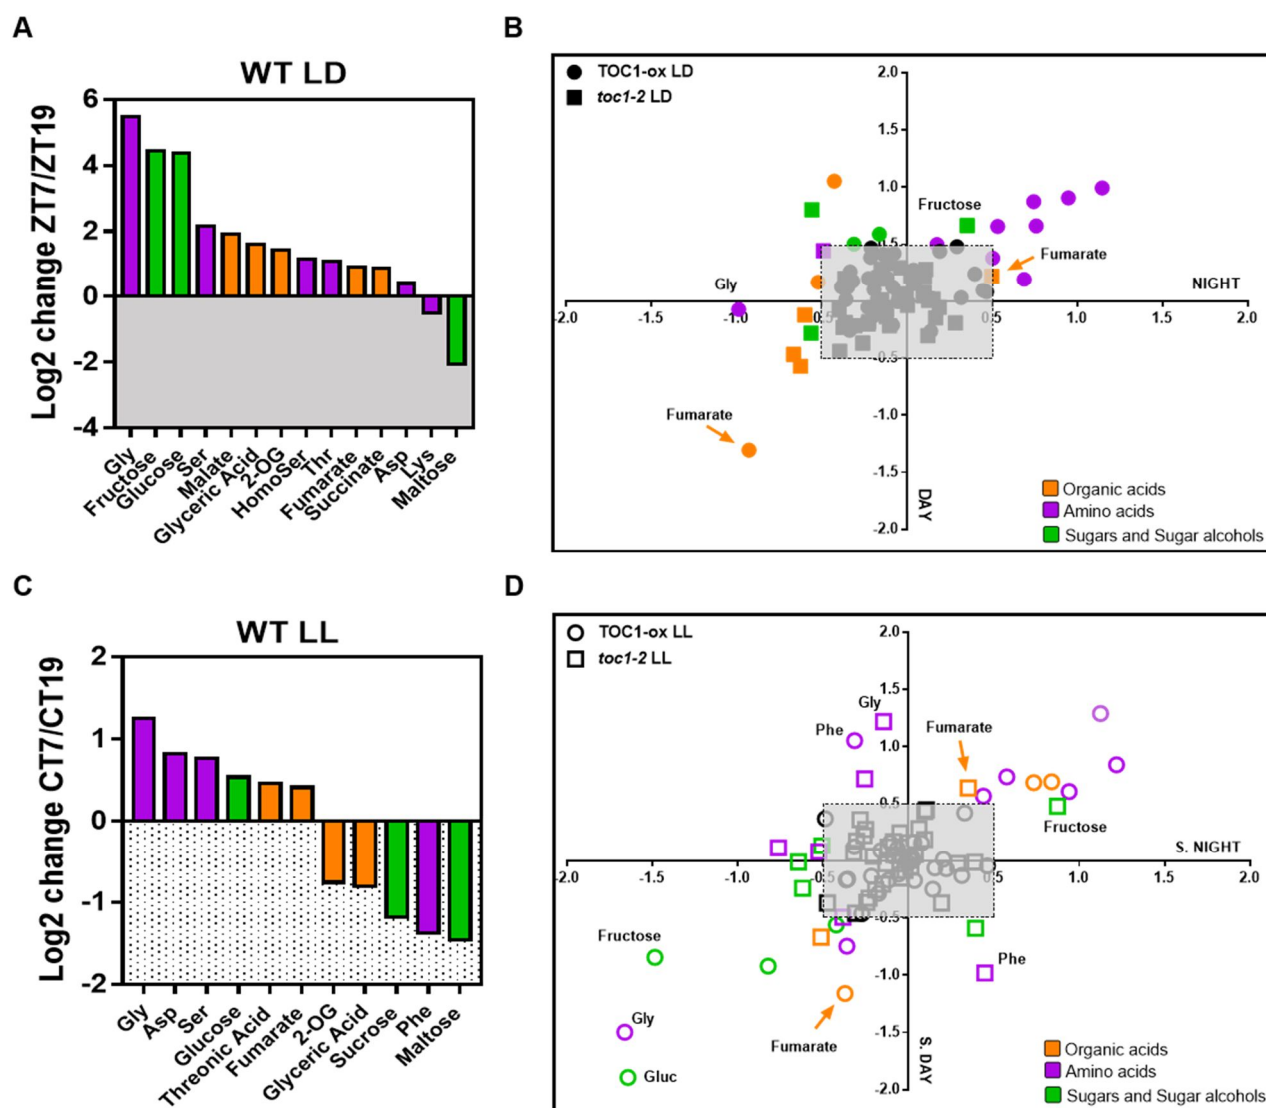 A
WT LD
Log2 change ZT7/ZT19
6
4
2
0
-2
-4
Gly
Fructose
Glucose
Ser
Malate
Glyceric Acid
2-OG
HomoSer
Thr
Fumarate
Succinate
Asp
Lys
Maltose
B
TOC1-ox LD
toc1-2 LD
2.0
1.5
1.0
0.5
-0.5
-1.0
-1.5
-2.0
Fructose
Fumarate
Gly
NIGHT
-2.0 -1.5 -1.0 -0.5 0.5 1.0 1.5 2.0
Fumarate
DAY
Organic acids
Amino acids
Sugars and Sugar alcohols
C
WT LL
Log2 change CT7/CT19
2
1
0
-1
-2
Gly
Asp
Ser
Glucose
Threonic Acid
Fumarate
2-OG
Glyceric Acid
Sucrose
Phe
Maltose
D
TOC1-ox LL
toc1-2 LL
2.0
1.5
1.0
0.5
-0.5
-1.0
-1.5
-2.0
Gly
Phe
Fumarate
Fructose
S. NIGHT
-2.0 -1.5 -1.0 -0.5 0.5 1.0 1.5 2.0
Fructose
Phe
Gly
Fumarate
Gluc
S. DAY
Organic acids
Amino acids
Sugars and Sugar alcohols